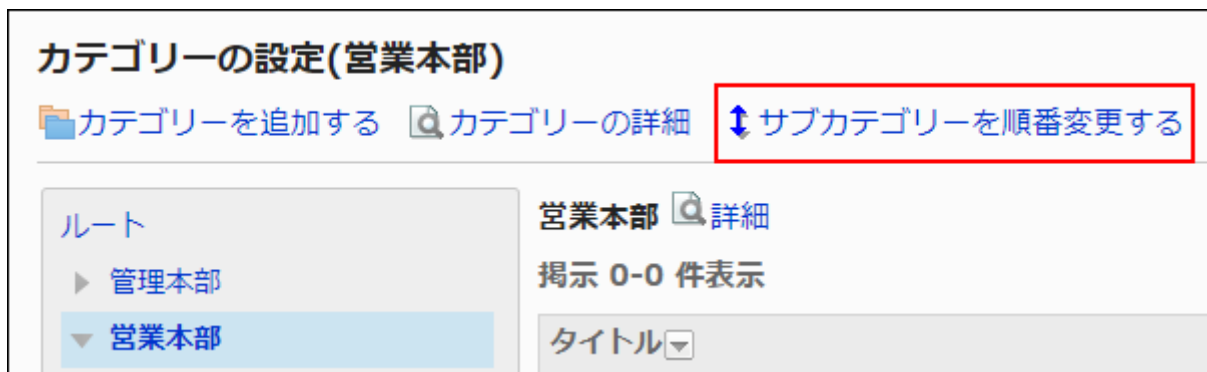 カテゴリーの設定(営業本部)
カテゴリーを追加する カテゴリーの詳細 サブカテゴリーを順番変更する
ルート
管理本部
営業本部
営業本部 詳細
掲示 0-0 件表示
タイトル